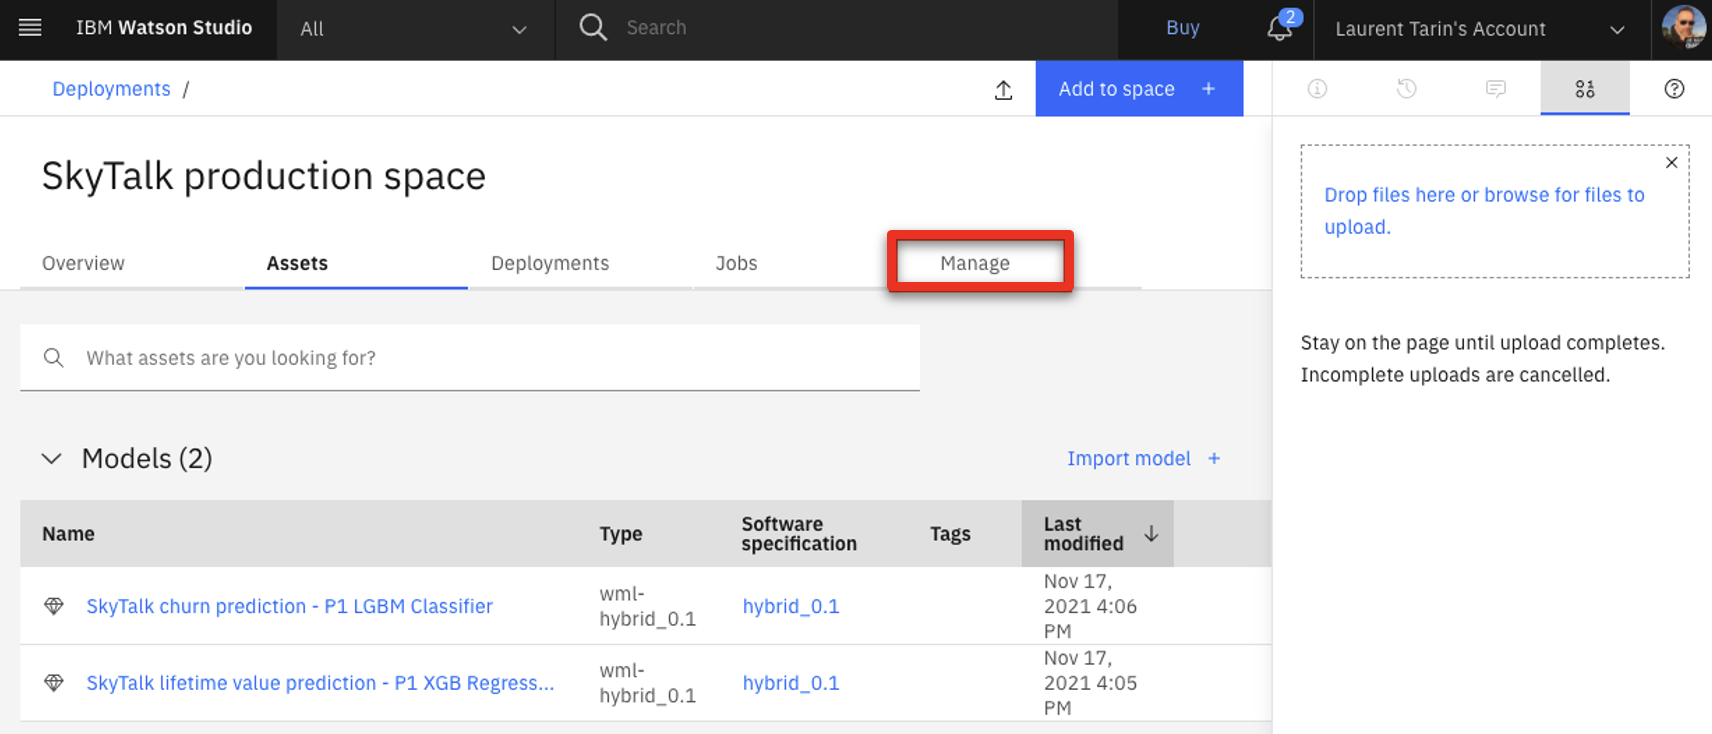 IBM Watson Studio
All
Search
Buy
2
Laurent Tarin's Account
Deployments /
Add to space +
SkyTalk production space
Overview
Assets
Deployments
Jobs
Manage
Drop files here or browse for files to
upload.
Stay on the page until upload completes.
Incomplete uploads are cancelled.
What assets are you looking for?
Models (2)
Import model +
Name
Type
Software
specification
Tags
Last
modified
SkyTalk churn prediction - P1 LGBM Classifier
wml-
hybrid_0.1
hybrid_0.1
Nov 17,
2021 4:06
PM
SkyTalk lifetime value prediction - P1 XGB Regress...
wml-
hybrid_0.1
hybrid_0.1
Nov 17,
2021 4:05
PM